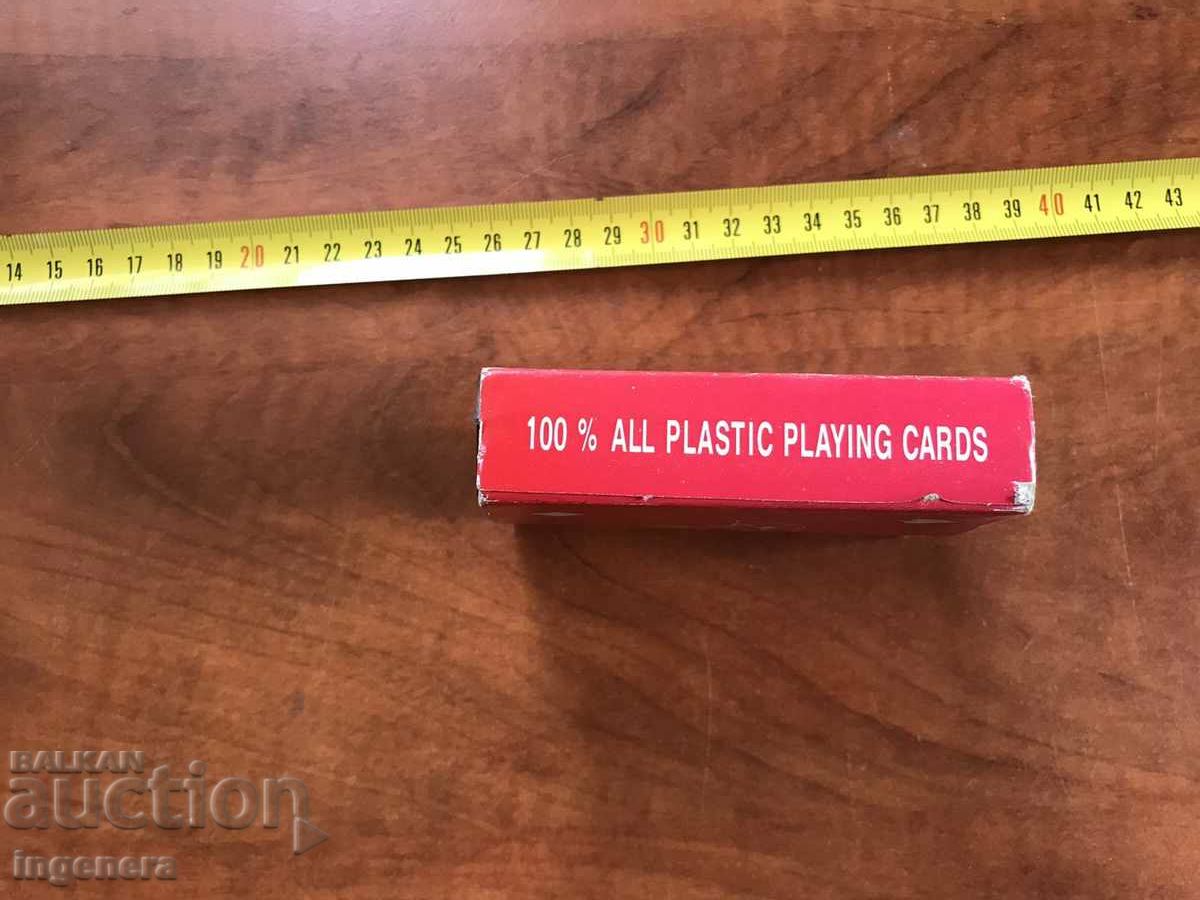 14 15 16 17 18 19 20 21 22 23 24 25 26 27 28 29 30 31 32 33 34 35 36 37 38 39 40 41 42 43
100 % ALL PLASTIC PLAYING CARDS
BALKAN
auction
ingenera